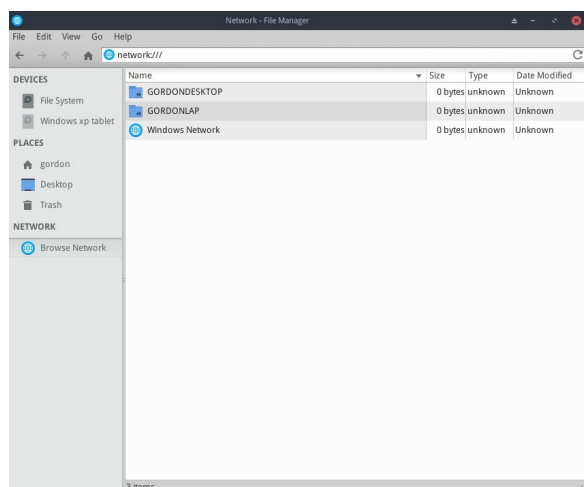 Network - File Manager
File Edit View Go Help
network:///
DEVICES
File System
Windows xp tablet
PLACES
gordon
Desktop
Trash
NETWORK
Browse Network
Name Size Type Date Modified
GORDONDESKTOP 0 bytes unknown Unknown
GORDONLAP 0 bytes unknown Unknown
Windows Network 0 bytes unknown Unknown
3 items